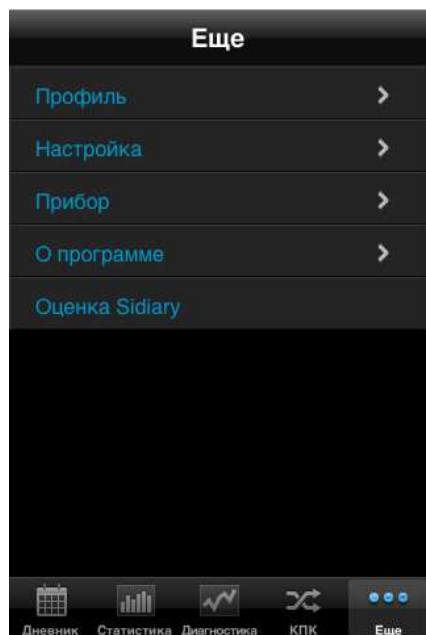 Еще
Профиль
Настройка
Прибор
О программе
Оценка Sidiary
Дневник Статистика Диагностика КПК Еще